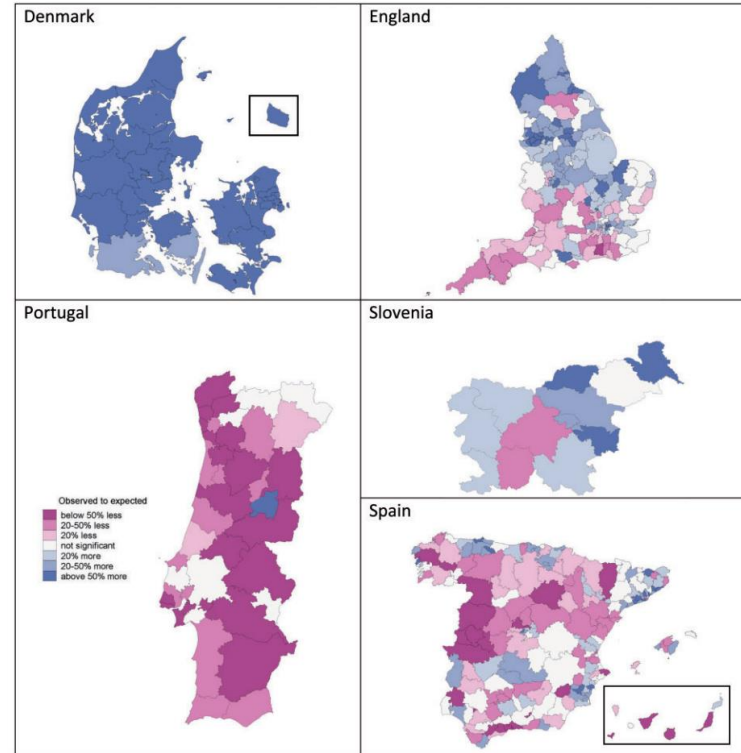 Denmark
England
Portugal
Slovenia
Observed to expected
below 50% less
20-50% less
20% less
not significant
20% more
20-50% more
above 50% more
Spain